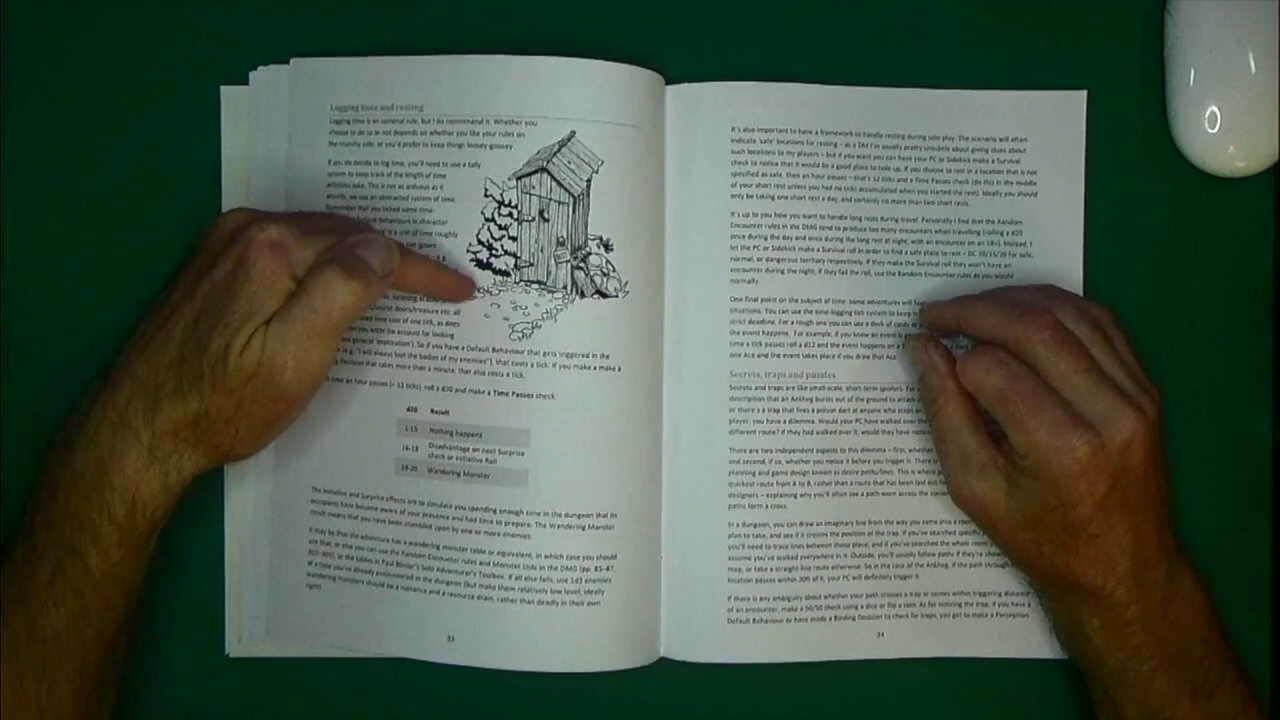 Logging time and resting
Logging time is an optional rule, but I do recommend it. Whether you
choose to do so or not depends on whether you like your rules on
the crunchy side, or you'd prefer to keep things loosey-goosey.
If you do decide to log time, you'll need to use a tally
system to keep track of the length of time
activities take. This is not as arduous as it
sounds; we use an abstracted system of time.
Remember that you ticked some time-
Default Behaviours in character
is a unit of time roughly
can ignore
secret doors/treasure etc. all
time cost of one tick, as does
you enter (to account for looking
and general 'exploration'). So if you have a Default Behaviour that gets triggered in the
(e.g. "I will always loot the bodies of my enemies"), that costs a tick. If you make a make a
Decision that takes more than a minute, that also costs a tick.
time an hour passes (= 12 ticks), roll a d20 and make a Time Passes check:
d20 Result
1-15 Nothing happens
16-18 Disadvantage on next Surprise
check or Initiative Roll
19-20 Wandering Monster
The Initiative and Surprise effects are to simulate you spending enough time in the dungeon that its
occupants have become aware of your presence and had time to prepare. The Wandering Monster
result means that you have been stumbled upon by one or more enemies.
It may be that the adventure has a wandering monster table or equivalent, in which case you should
use that, or else you can use the Random Encounter rules and Monster Lists in the DMG (pp. 85-87,
302-305), or the tables in Paul Bimler's Solo Adventurer's Toolbox. If all else fails, use 1d3 enemies
of a type you've already encountered in the dungeon (but make them relatively low level; ideally
wandering monsters should be a nuisance and a resource drain, rather than deadly in their own
right).
33
It's also important to have a framework to handle resting during solo play. The scenario will often
indicate 'safe' locations for resting – as a DM I'm usually pretty unsubtle about giving clues about
such locations to my players – but if you want you can have your PC or Sidekick make a Survival
check to notice that it would be a good place to hole up. If you choose to rest in a location that is not
specified as safe, then an hour passes – that's 12 ticks and a Time Passes check (do this in the middle
of your short rest unless you had no ticks accumulated when you started the rest). Ideally you should
only be taking one short rest a day, and certainly no more than two short rests.
It's up to you how you want to handle long rests during travel. Personally I find that the Random
Encounter rules in the DMG tend to produce too many encounters when travelling (rolling a d20
once during the day and once during the long rest at night, with an encounter on an 18+). Instead, I
let the PC or Sidekick make a Survival roll in order to find a safe place to rest – DC 10/15/20 for safe,
normal, or dangerous territory respectively. If they make the Survival roll they won't have an
encounter during the night; if they fail the roll, use the Random Encounter rules as you would
normally.
One final point on the subject of time: some adventures will
situations. You can use the time-logging tick system to keep
strict deadline. For a rough one you can use a deck of cards or
the event happens. For example, if you know an event is
time a tick passes roll a d12 and the event happens on a
one Ace and the event takes place if you draw that Ace
Secrets, traps and puzzles
Secrets and traps are like small-scale, short-term spoilers. For
description that an Ankheg bursts out of the ground to attack
or there's a trap that fires a poison dart at anyone who steps on
player, you have a dilemma. Would your PC have walked over the
different route? If they had walked over it, would they have
There are two independent aspects to this dilemma – first, whether
and second, if so, whether you notice it before you trigger it. There is
planning and game design known as desire paths/lines. This is where
quickest route from A to B, rather than a route that has been laid out
designers – explaining why you'll often see a path worn across the
paths form a cross.
In a dungeon, you can draw an imaginary line from the way you came into a room
plan to take, and see if it crosses the position of the trap. If you've searched
you'll need to trace lines between those places, and if you've searched the whole room
assume you've walked everywhere in it. Outside, you'll usually follow paths if they're
map, or take a straight-line route otherwise. So in the case of the Ankheg, if the path
location passes within 20ft of it, your PC will definitely trigger it.
If there is any ambiguity about whether your path crosses a trap or comes within triggering distance
of an encounter, make a 50/50 check using a dice or flip a coin. As for noticing the trap, if you have a
Default Behaviour or have made a Binding Decision to check for traps, you get to make a Perception
34